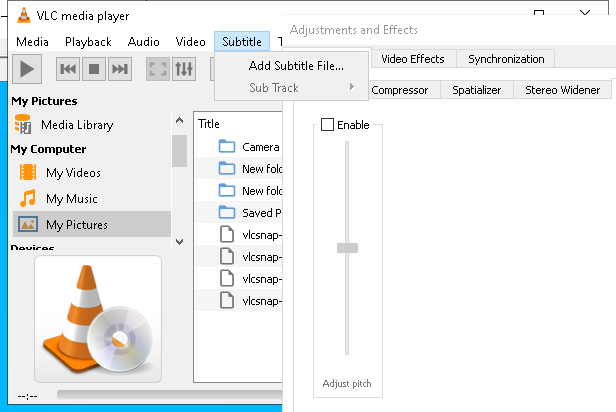 VLC media player
Adjustments and Effects
Media Playback Audio Video Subtitle
Video Effects Synchronization
Add Subtitle File...
Sub Track
Compressor Spatializer Stereo Widener
My Pictures
Media Library
My Computer
My Videos
My Music
My Pictures
Devices
Title
Camera
New fold
New fold
Saved P
vlcsnap-
vlcsnap-
vlcsnap-
vlcsnap-
Enable
Adjust pitch
--:--